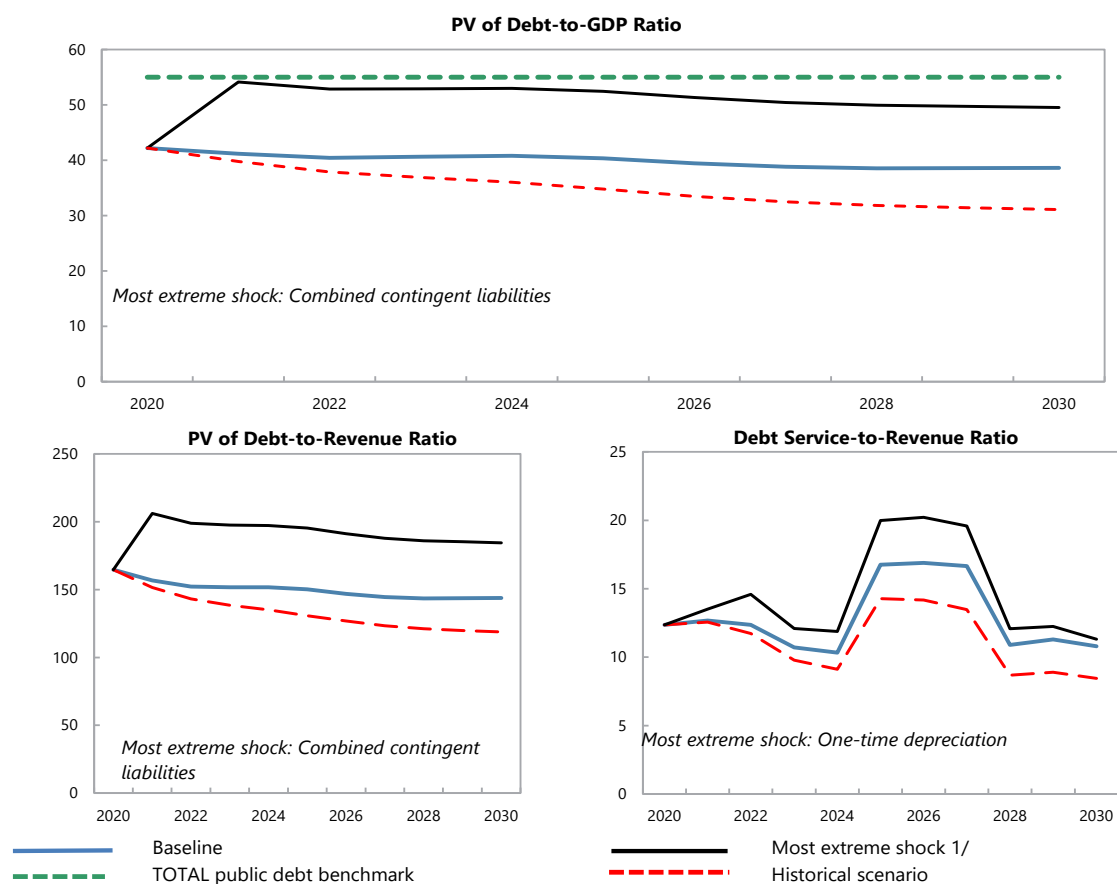 PV of Debt-to-GDP Ratio
60
50
40
30
20
10
0
Most extreme shock: Combined contingent liabilities
2020 2022 2024 2026 2028 2030
PV of Debt-to-Revenue Ratio
250
200
150
100
50
0
Most extreme shock: Combined contingent
liabilities
2020 2022 2024 2026 2028 2030
Debt Service-to-Revenue Ratio
25
20
15
10
5
0
Most extreme shock: One-time depreciation
2020 2022 2024 2026 2028 2030
Baseline
TOTAL public debt benchmark
Most extreme shock 1/
Historical scenario